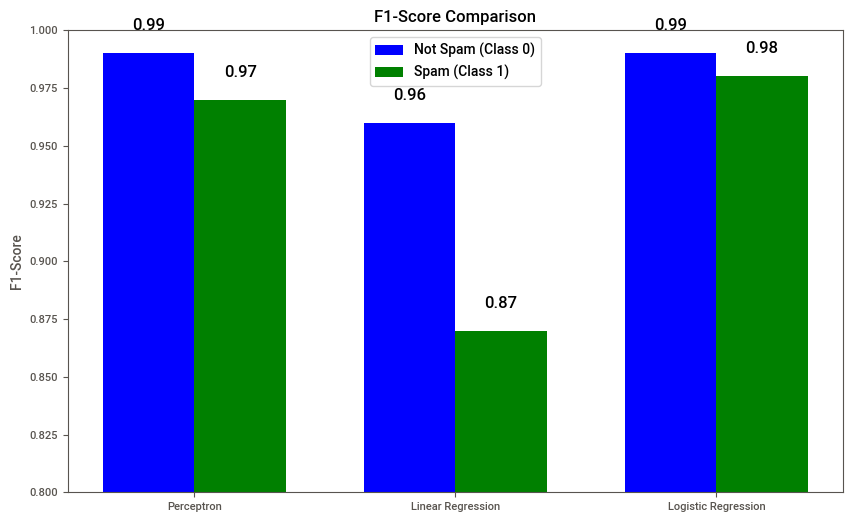 F1-Score Comparison
0.99
0.97
0.96
0.87
0.99
0.98
Not Spam (Class 0)
Spam (Class 1)
F1-Score
1.000
0.975
0.950
0.925
0.900
0.875
0.850
0.825
0.800
Perceptron
Linear Regression
Logistic Regression